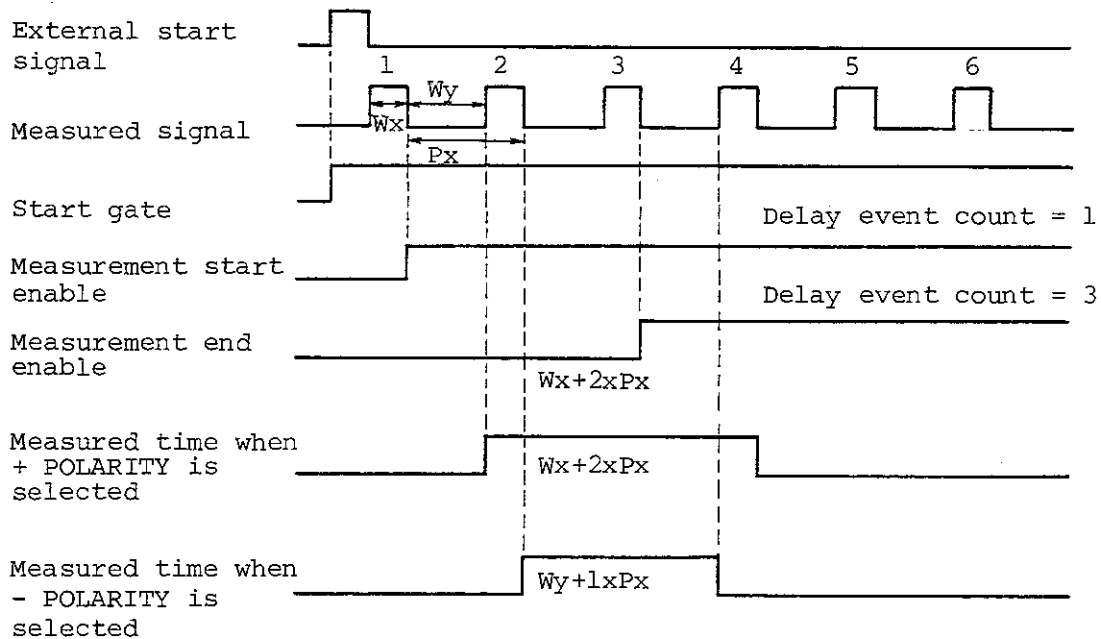 External start
signal
1 2 3 4 5 6
Wy
Measured signal
Wx
Px
Start gate
Delay event count = 1
Measurement start
enable
Delay event count = 3
Measurement end
enable
Wx+2xPx
Measured time when
+ POLARITY is
selected
Wx+2xPx
Measured time when
- POLARITY is
selected
Wy+1xPx